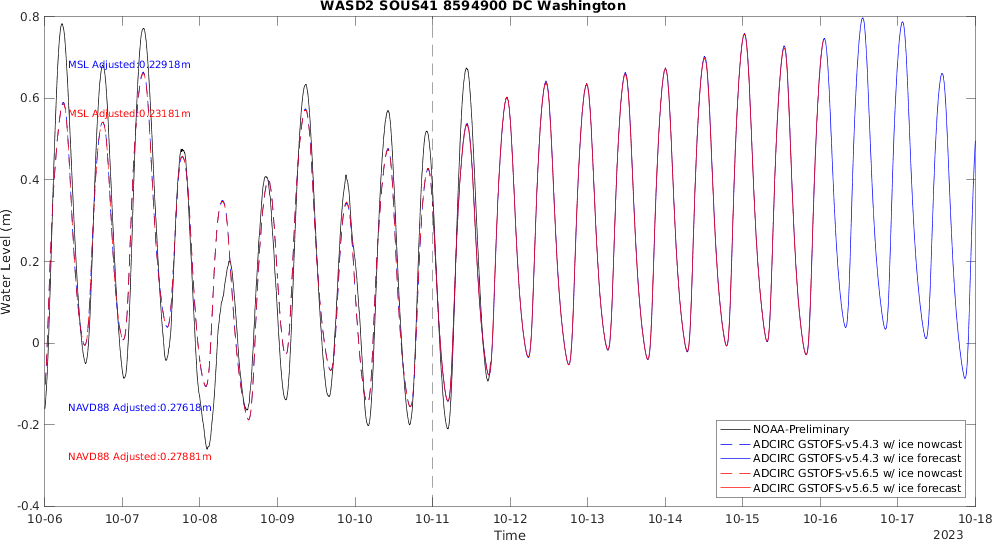 WASD2 SOUS41 8594900 DC Washington
0.8
0.6
0.4
0.2
0
-0.2
-0.4
Water Level (m)
MSL Adjusted:0.22918m
MSL Adjusted:0.23181m
NAVD88 Adjusted:0.27618m
NAVD88 Adjusted:0.27881m
NOAA-Preliminary
ADCIRC GSTOFS-v5.4.3 w/ ice nowcast
ADCIRC GSTOFS-v5.4.3 w/ ice forecast
ADCIRC GSTOFS-v5.6.5 w/ ice nowcast
ADCIRC GSTOFS-v5.6.5 w/ ice forecast
10-06 10-07 10-08 10-09 10-10 10-11 10-12 10-13 10-14 10-15 10-16 10-17 10-18
Time
2023